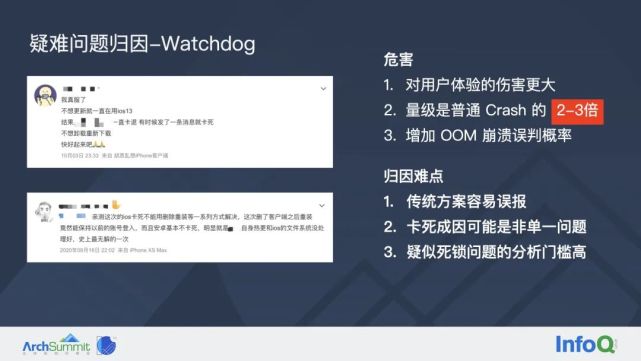 疑难问题归因-Watchdog
我真服了
不想更新就一直在用ios13
结果, 一直卡退 有时候发了一条消息就卡死
不想卸载重新下载
快好起来吧
10月03日 23:33 来自 胡思乱想iPhone客户端
亲测这次的ios卡死不能用删除重装等一系列方式解决，这次删了客户端之后重装
竟然能保持以前的账号登入，而且安卓基本不卡死，明显就是 自身热更和ios的文件系统没处
理好，史上最无解的一次
2020年09月16日 22:02 来自 iPhone XS Max
危害
1. 对用户体验的伤害更大
2. 量级是普通 Crash 的 2-3倍
3. 增加 OOM 崩溃误判概率
归因难点
1. 传统方案容易误报
2. 卡死成因可能是非单一问题
3. 疑似死锁问题的分析门槛高
ArchSummit
InfoQ